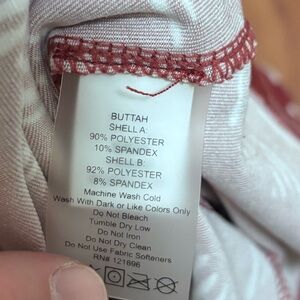 BUTTAH
SHELL A:
90% POLYESTER
10% SPANDEX
SHELL B:
92% POLYESTER
8% SPANDEX
Machine Wash Cold
Wash With Dark or Like Colors Only
Do Not Bleach
Tumble Dry Low
Do Not Iron
Do Not Dry Clean
Do Not Use Fabric Softeners
RN# 121896